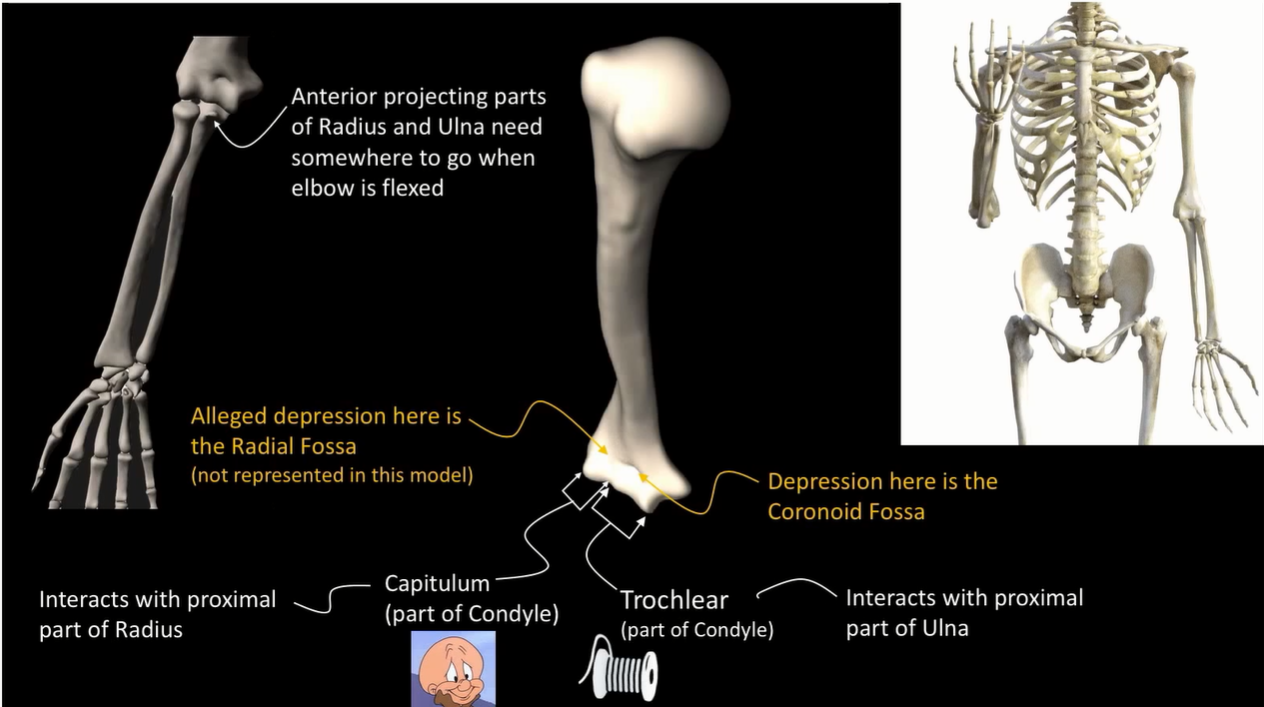 Anterior projecting parts
of Radius and Ulna need
somewhere to go when
elbow is flexed
Alleged depression here is
the Radial Fossa
(not represented in this model)
Depression here is the
Coronoid Fossa
Interacts with proximal
part of Radius
Capitulum
(part of Condyle)
Trochlear
(part of Condyle)
Interacts with proximal
part of Ulna